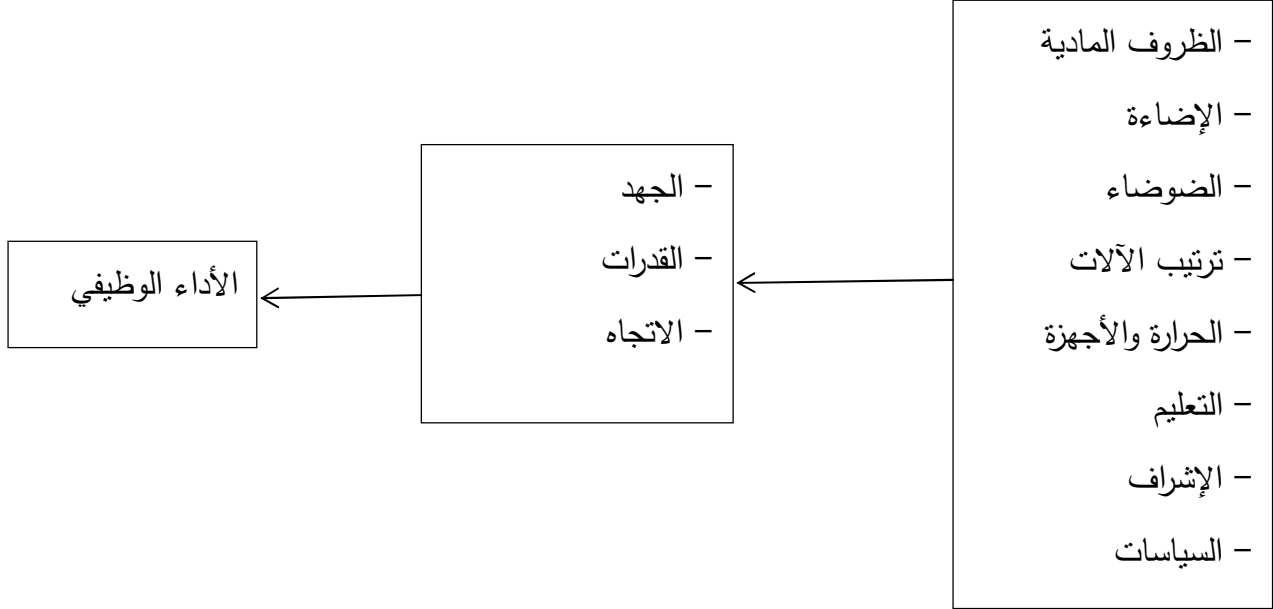 – الظروف المادية
– الإضاءة
– الضوضاء
– ترتيب الآلات
– الحرارة والأجهزة
– التعليم
– الإشراف
– السياسات
– الجهد
– القدرات
– الاتجاه
الأداء الوظيفي